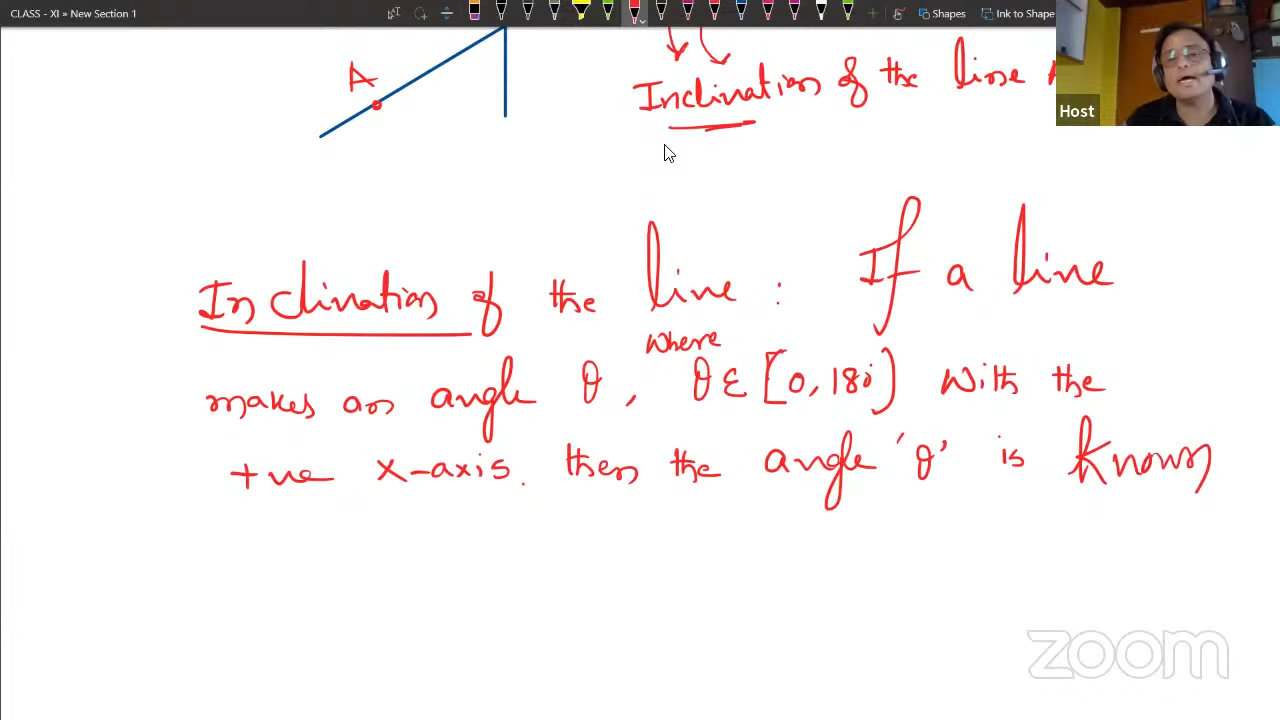 CLASS - XI » New Section 1
Shapes
Ink to Shape
A
Inclination of the line
Host
Inclination of the line : If a line
where
makes an angle θ, θ ε [0, 180°) with the
+ve x-axis. then the angle 'θ' is known
zoom